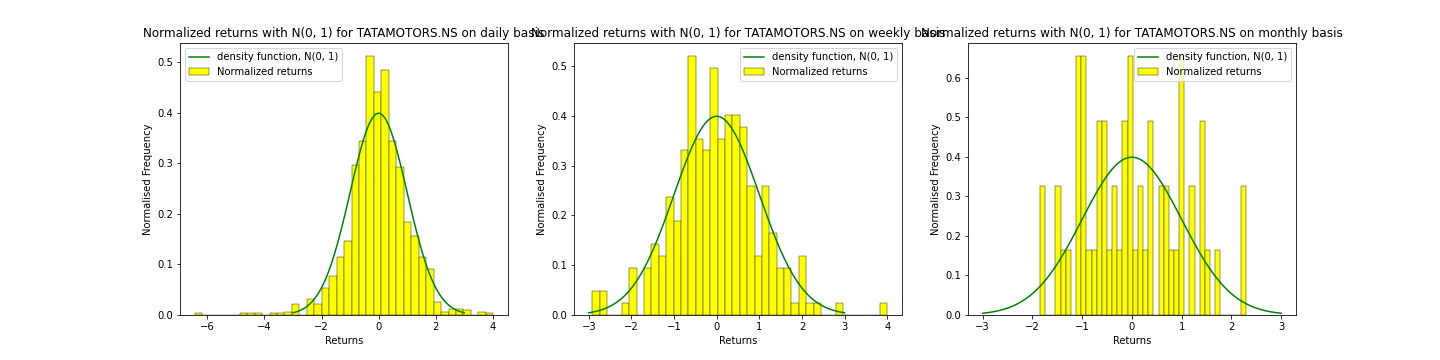 Normalized returns with N(0, 1) for TATAMOTORS.NS on daily basis
density function, N(0, 1)
Normalized returns
Normalised Frequency
0.5
0.4
0.3
0.2
0.1
0.0
−6
−4
−2
0
2
4
Returns
Normalized returns with N(0, 1) for TATAMOTORS.NS on weekly basis
density function, N(0, 1)
Normalized returns
Normalised Frequency
0.5
0.4
0.3
0.2
0.1
0.0
−3
−2
−1
0
1
2
3
4
Returns
Normalized returns with N(0, 1) for TATAMOTORS.NS on monthly basis
density function, N(0, 1)
Normalized returns
Normalised Frequency
0.6
0.5
0.4
0.3
0.2
0.1
0.0
−3
−2
−1
0
1
2
3
Returns